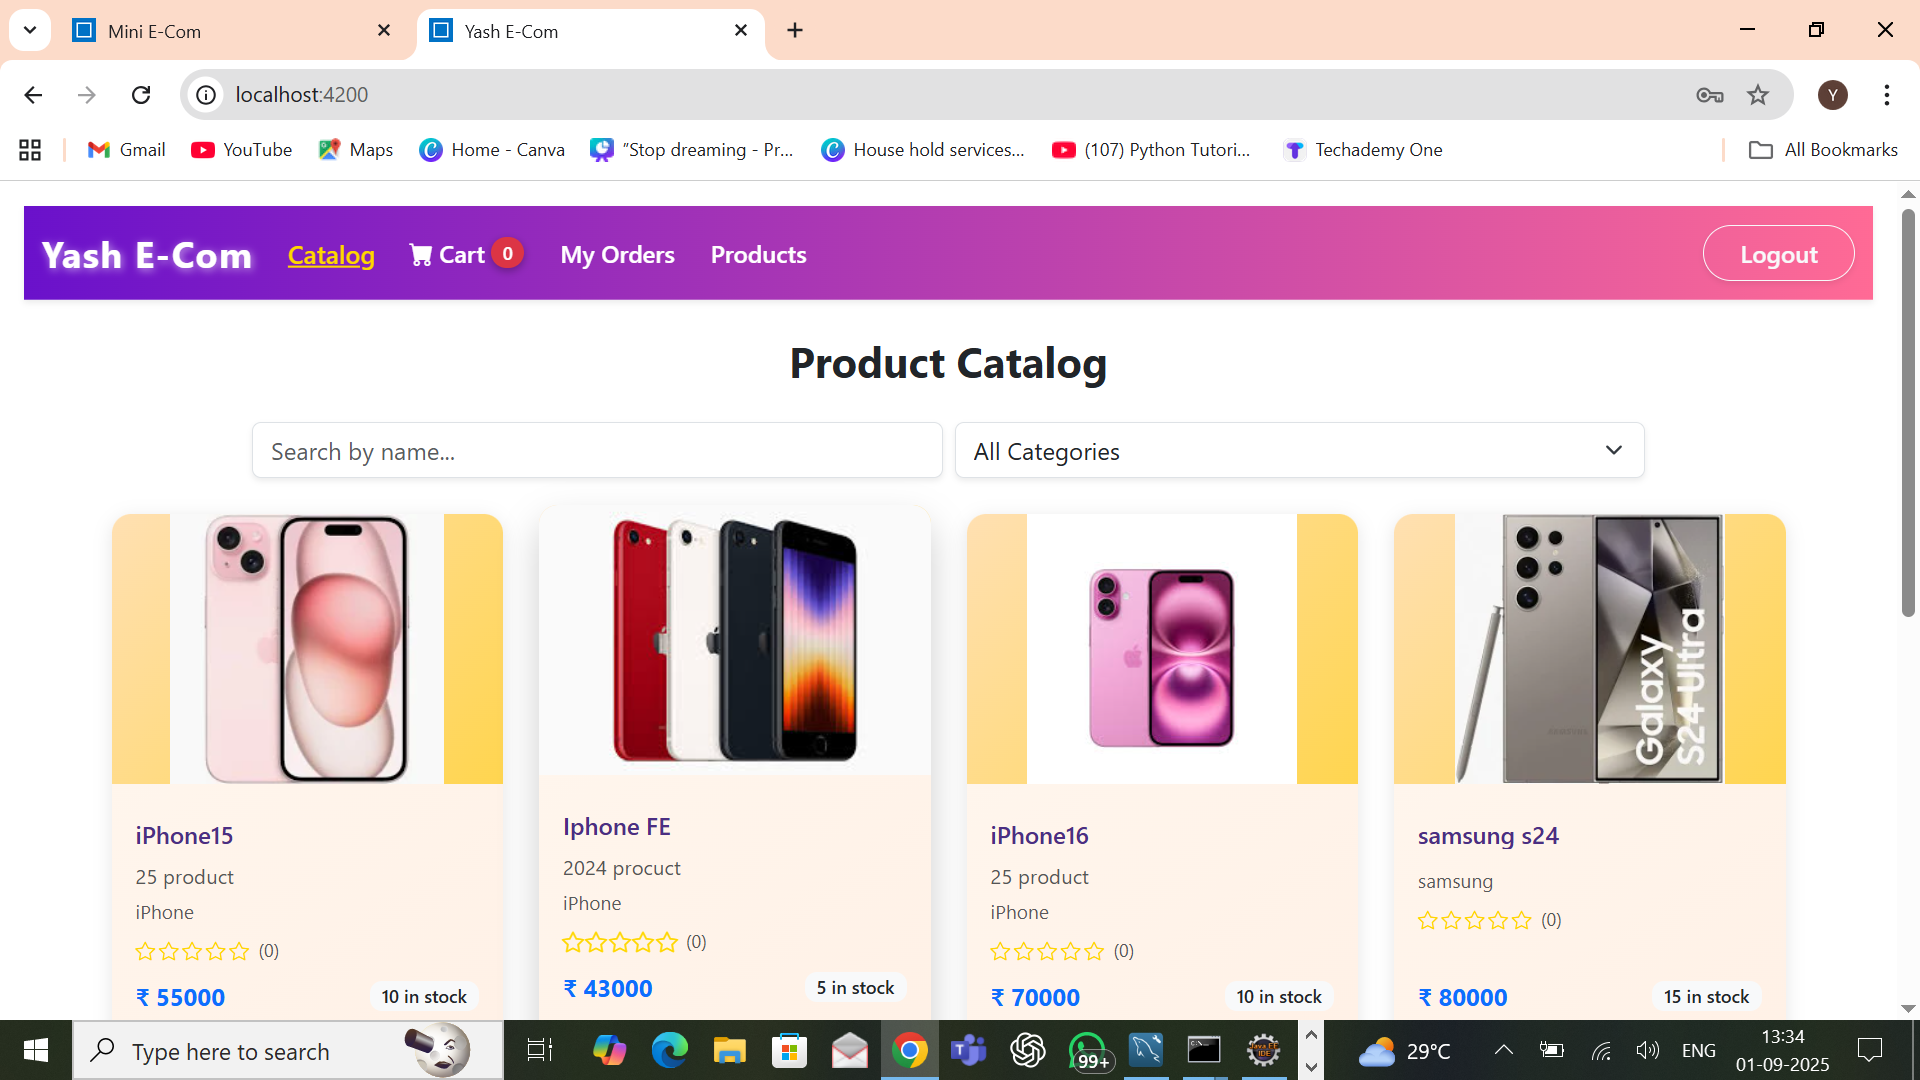 Mini E-Com
Yash E-Com
localhost:4200
Y
Gmail
YouTube
Maps
Home - Canva
"Stop dreaming - Pr...
House hold services...
(107) Python Tutori...
Techademy One
All Bookmarks
Yash E-Com
Catalog
Cart 0
My Orders
Products
Logout
Product Catalog
Search by name...
All Categories
Galaxy
S24 Ultra
iPhone15
25 product
iPhone
(0)
₹ 55000
10 in stock
Iphone FE
2024 procuct
iPhone
(0)
₹ 43000
5 in stock
iPhone16
25 product
iPhone
(0)
₹ 70000
10 in stock
samsung s24
samsung
(0)
₹ 80000
15 in stock
Type here to search
99+
Java EE
IDE
29°C
ENG
13:34
01-09-2025